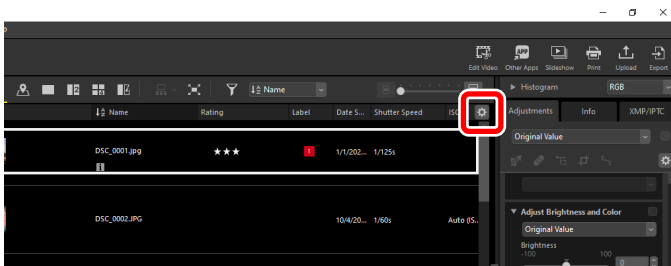 Edit Video Other Apps Slideshow Print Upload Export
Name
Histogram RGB
Name Rating Label Date S... Shutter Speed ISO
Adjustments Info XMP/IPTC
Original Value
DSC_0001.jpg ★★★ 1 1/1/202... 1/125s
DSC_0002.JPG 10/4/20... 1/60s Auto (IS...
Adjust Brightness and Color
Original Value
Brightness
-100 100
0